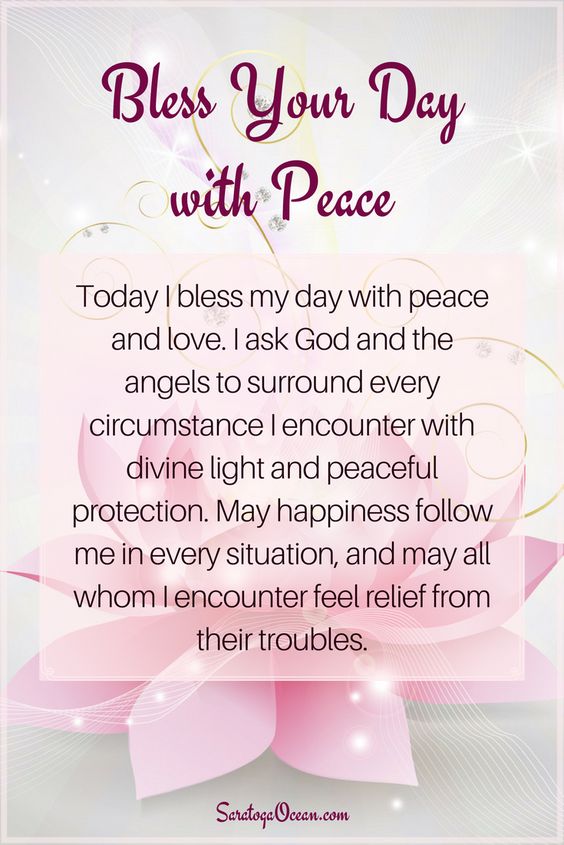 Bless Your Day
with Peace
Today I bless my day with peace
and love. I ask God and the
angels to surround every
circumstance I encounter with
divine light and peaceful
protection. May happiness follow
me in every situation, and may all
whom I encounter feel relief from
their troubles.
SaratogaOcean.com